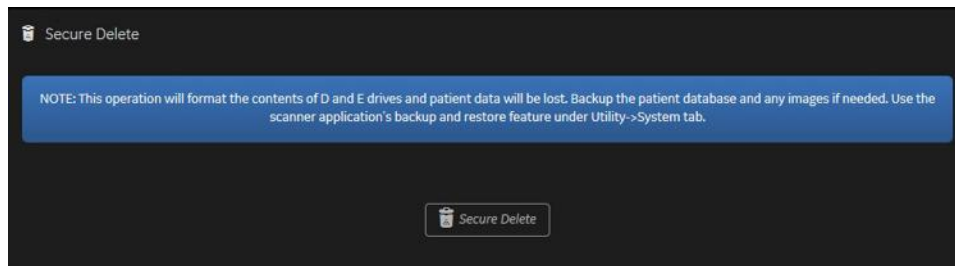 Secure Delete
NOTE: This operation will format the contents of D and E drives and patient data will be lost. Backup the patient database and any images if needed. Use the
scanner application's backup and restore feature under Utility->System tab.
Secure Delete